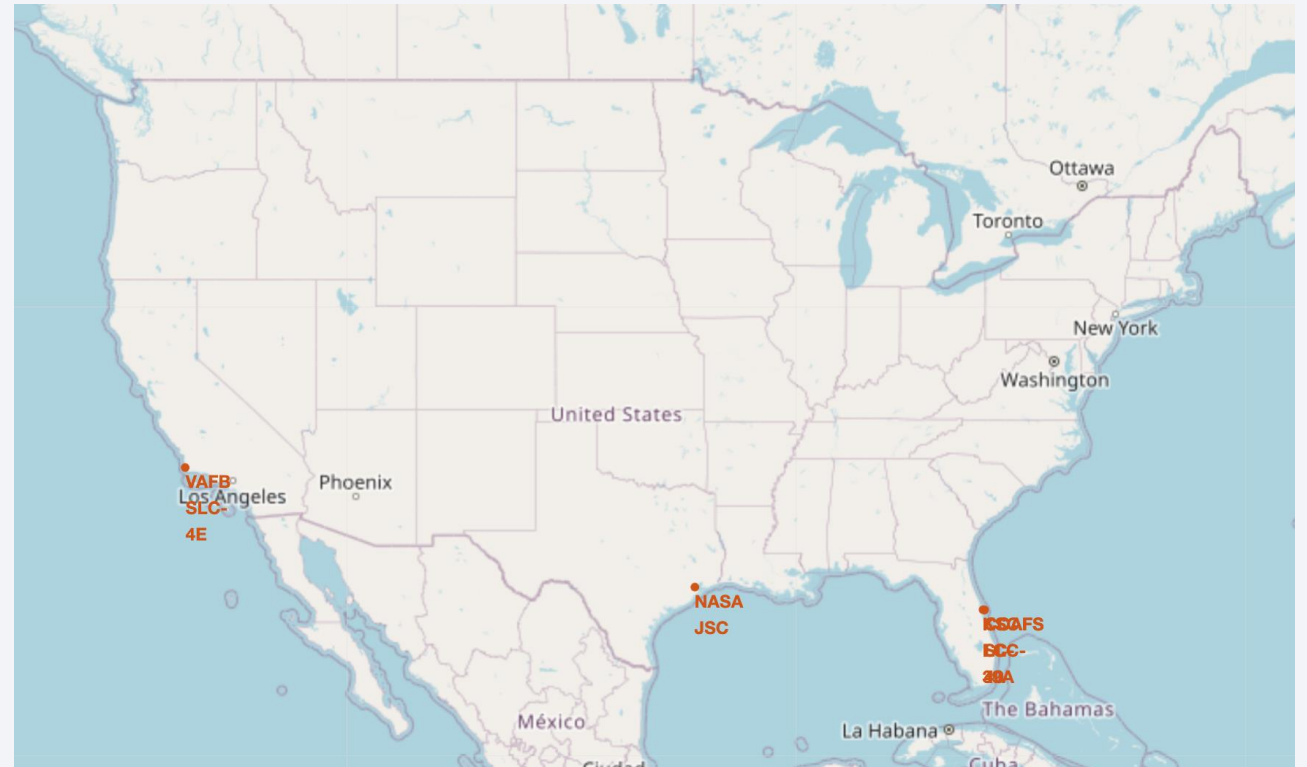 Ottawa
Toronto
New York
Washington
United States
VAFB
Los Angeles
SLC-
4E
Phoenix
NASA
JSC
México
La Habana
The Bahamas